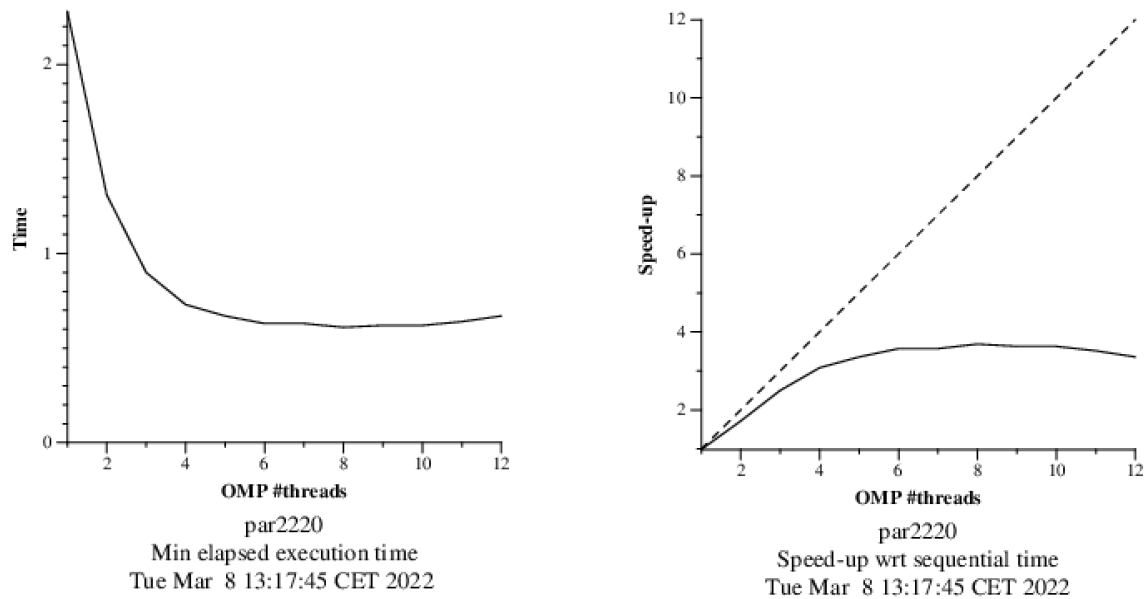 2
1
0
Time
2
4
6
8
10
12
OMP #threads
par2220
Min elapsed execution time
Tue Mar  8 13:17:45 CET 2022
12
10
8
6
4
2
Speed-up
2
4
6
8
10
12
OMP #threads
par2220
Speed-up wrt sequential time
Tue Mar  8 13:17:45 CET 2022